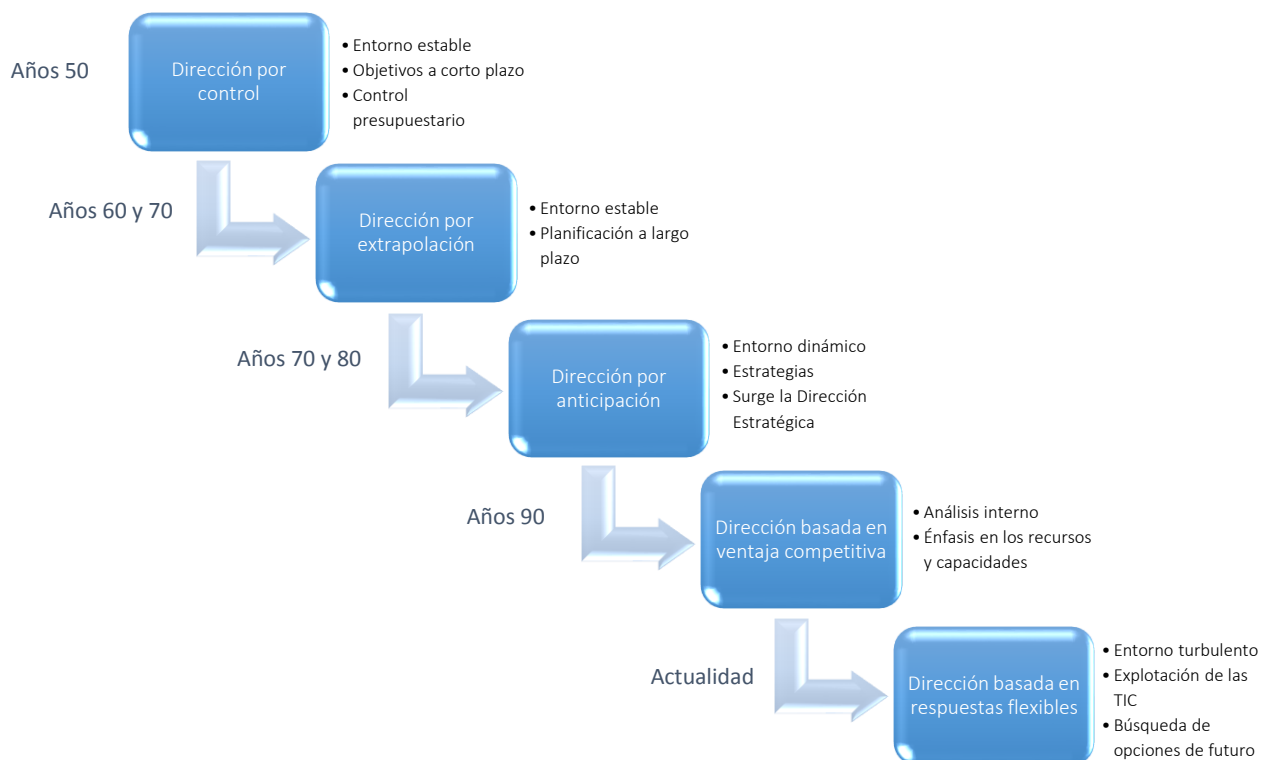 Años 50
Dirección por
control
• Entorno estable
• Objetivos a corto plazo
• Control
presupuestario
Años 60 y 70
Dirección por
extrapolación
• Entorno estable
• Planificación a largo
plazo
Años 70 y 80
Dirección por
anticipación
• Entorno dinámico
• Estrategias
• Surge la Dirección
Estratégica
Años 90
Dirección basada en
ventaja competitiva
• Análisis interno
• Énfasis en los recursos
y capacidades
Actualidad
Dirección basada en
respuestas flexibles
• Entorno turbulento
• Explotación de las
TIC
• Búsqueda de
opciones de futuro